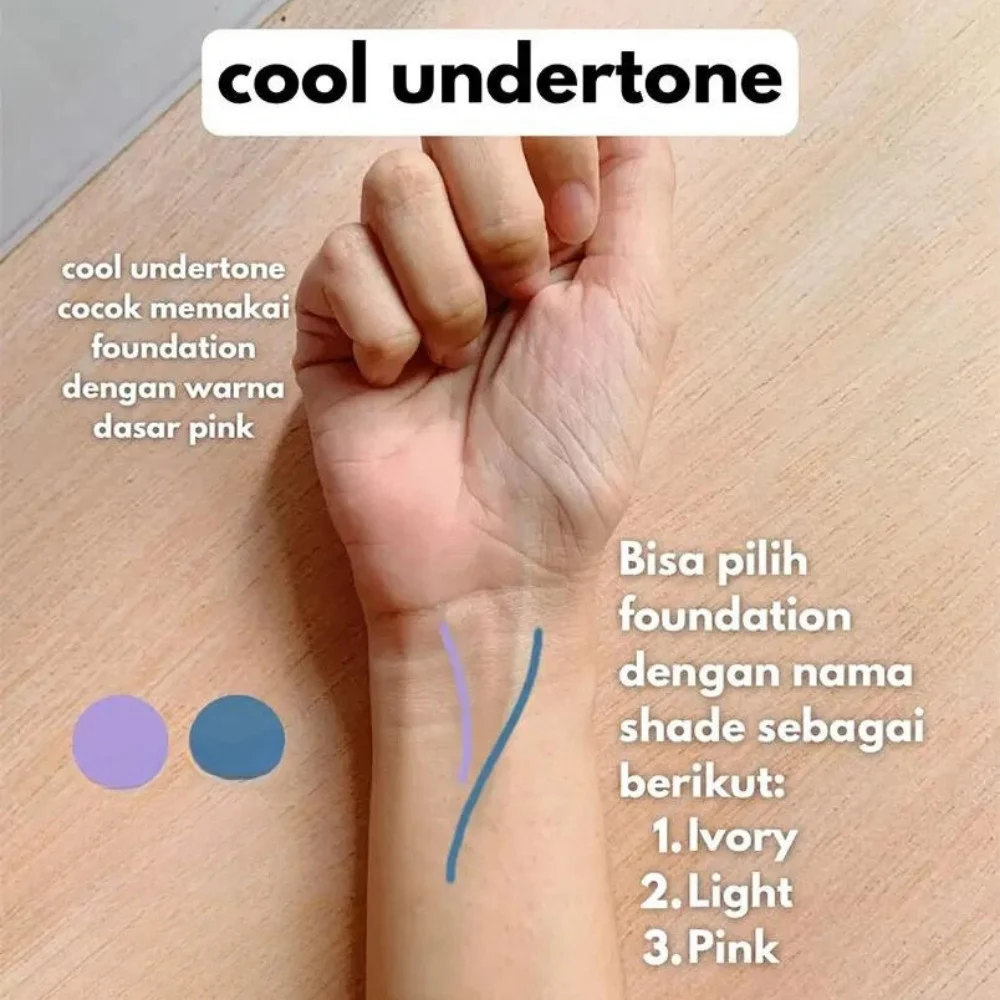 cool undertone
cool undertone
cocok memakai
foundation
dengan warna
dasar pink
Bisa pilih
foundation
dengan nama
shade sebagai
berikut:
1. Ivory
2. Light
3. Pink